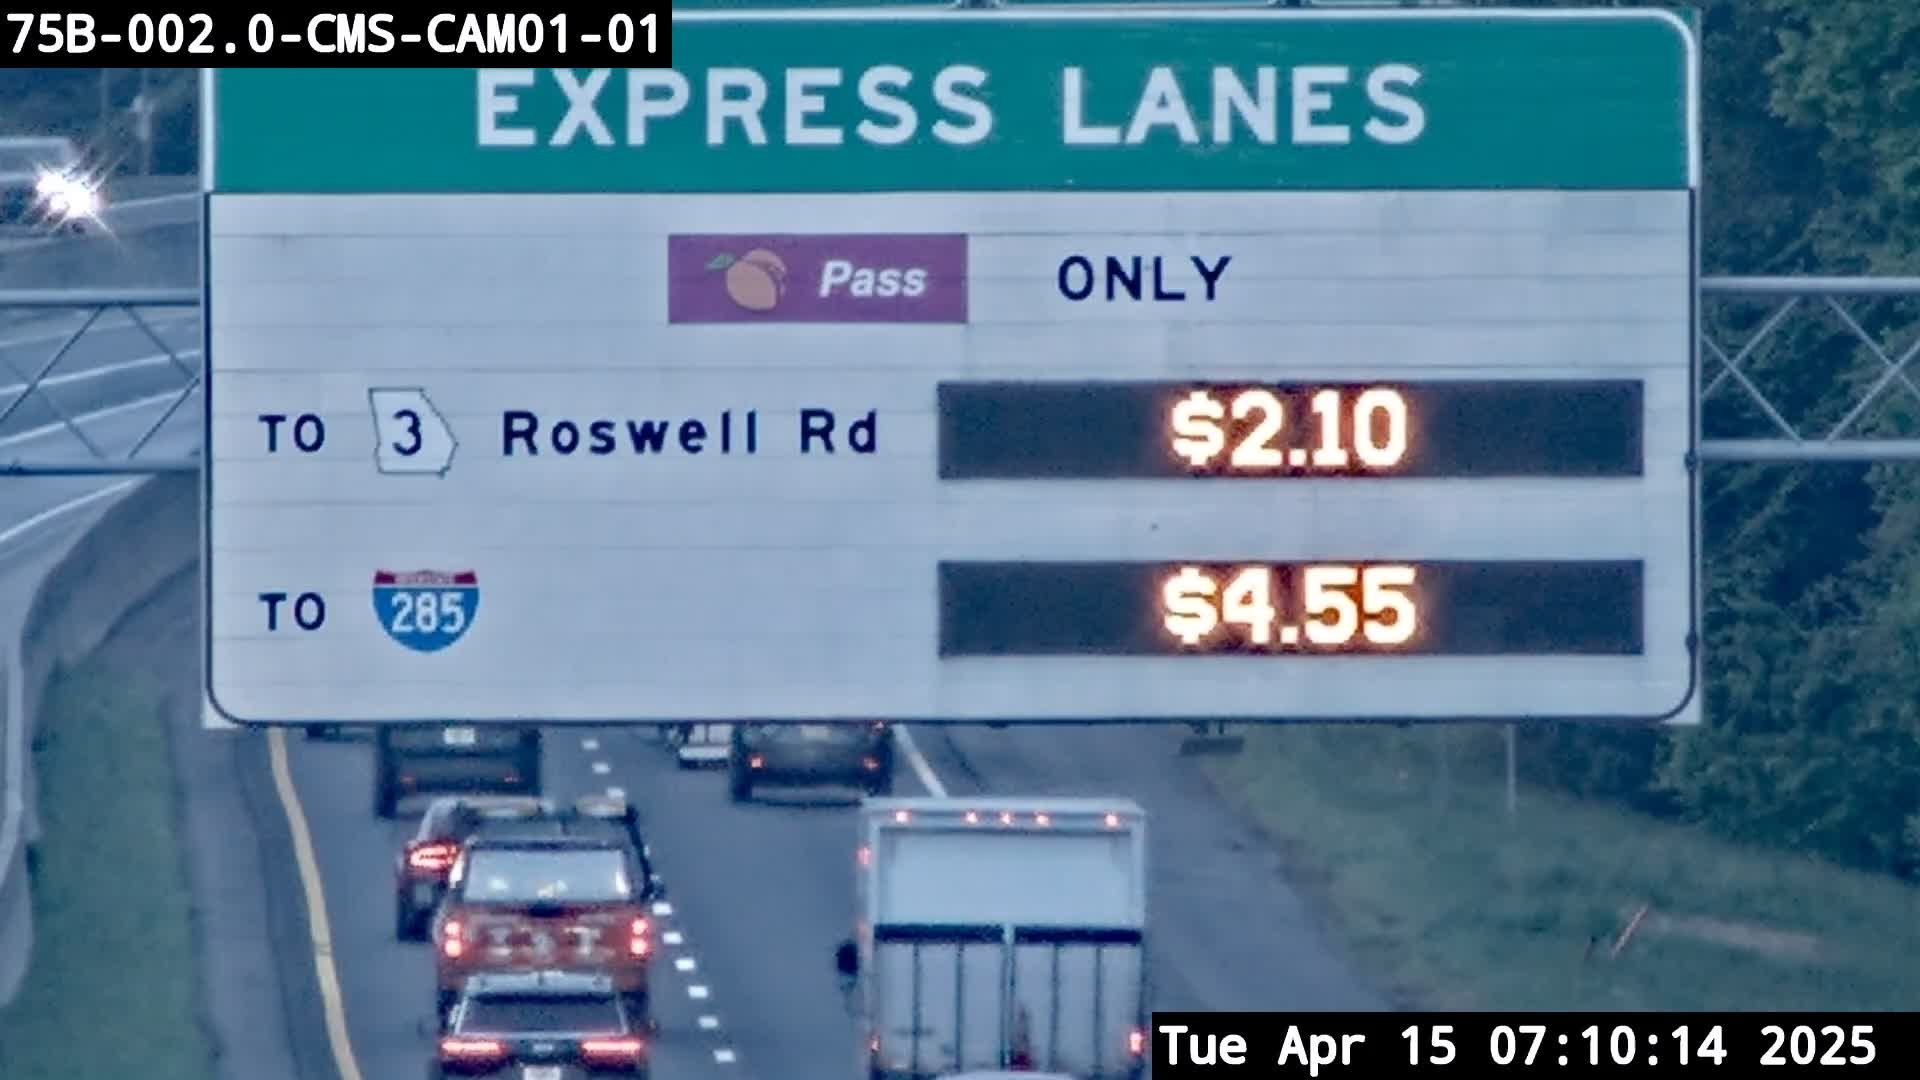 75B-002.0-CMS-CAM01-01
EXPRESS LANES
Pass ONLY
TO 3 Roswell Rd $2.10
TO 285 $4.55
Tue Apr 15 07:10:14 2025